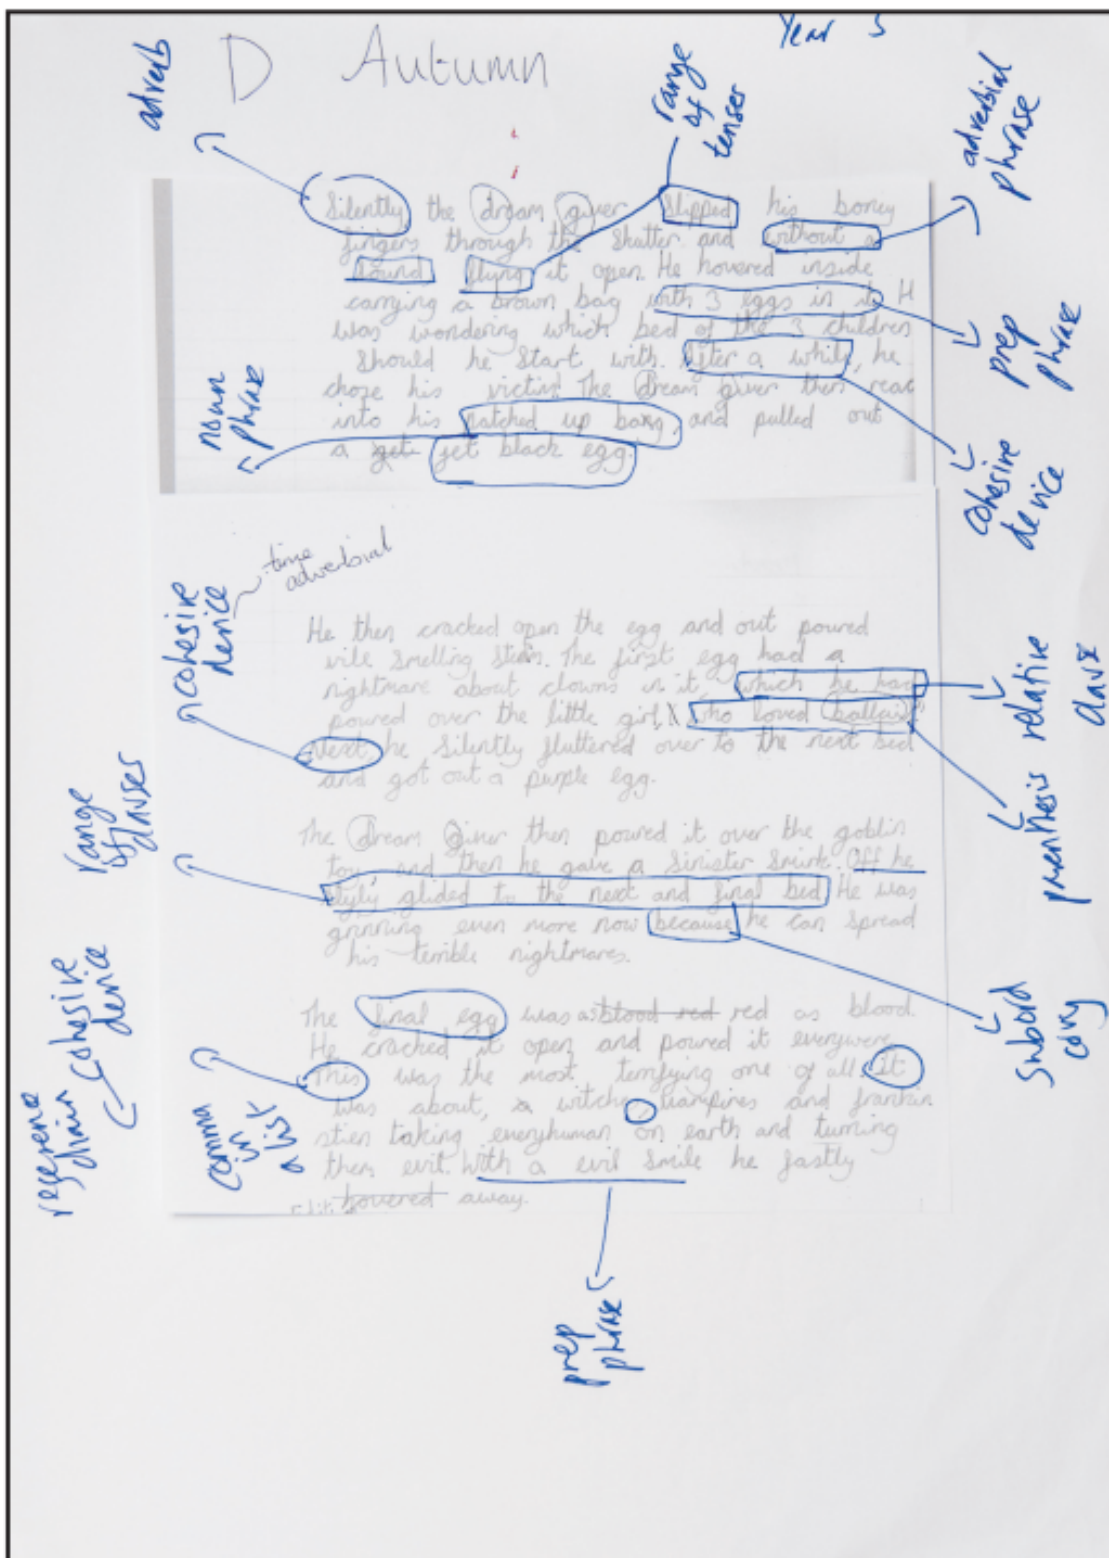 Year 5
D Autumn
adverb
range
of
tenses
adverbial
phrase
Silently the dream giver slipped his boney
fingers through the shutter and without a
sound flung it open. He hovered inside
carrying a brown bag with 3 eggs in it. H
was wondering which bed of the 3 children
should he start with. After a while, he
chose his victim. The Dream Giver then reac
into his patched up bag, and pulled out
a jet black egg.
noun
phrase
prep
phrase
cohesive
device
time
adverbial
cohesive
device
He then cracked open the egg and out poured
vile smelling
The first egg had a
nightmare about clowns in it, which he had
poured over the little girl, who loved
Next he silently fluttered over to the next bed
and got out a purple egg.
relative
clause
parenthesis
range
of
clauses
The Dream Giver then poured it over the goblin
toy, and then he gave a sinister smirk. Off he
slyly glided to the next and final bed. He was
grinning even more now because he can spread
his terrible nightmares.
subord
conj
cohesive
device
reference
chain
The final egg was as blood red red as blood.
He cracked it open and poured it everywere
This was the most terrifying one of all. It
was about, witches, vampires and frankin
stien taking everyhuman on earth and turning
them evil. With a evil smile he fastly
hovered away.
comma
in
a list
prep
phrase